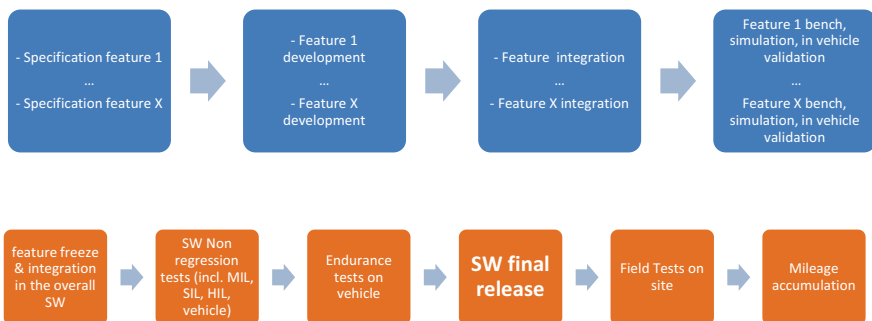 - Specification feature 1
...
- Specification feature X
- Feature 1
development
...
- Feature X
development
- Feature  integration
...
- Feature X integration
Feature 1 bench,
simulation, in vehicle
validation
...
Feature X bench,
simulation, in vehicle
validation
feature freeze
& integration
in the overall
SW
SW Non
regression
tests (incl. MIL,
SIL, HIL,
vehicle)
Endurance
tests on
vehicle
SW final
release
Field Tests on
site
Mileage
accumulation